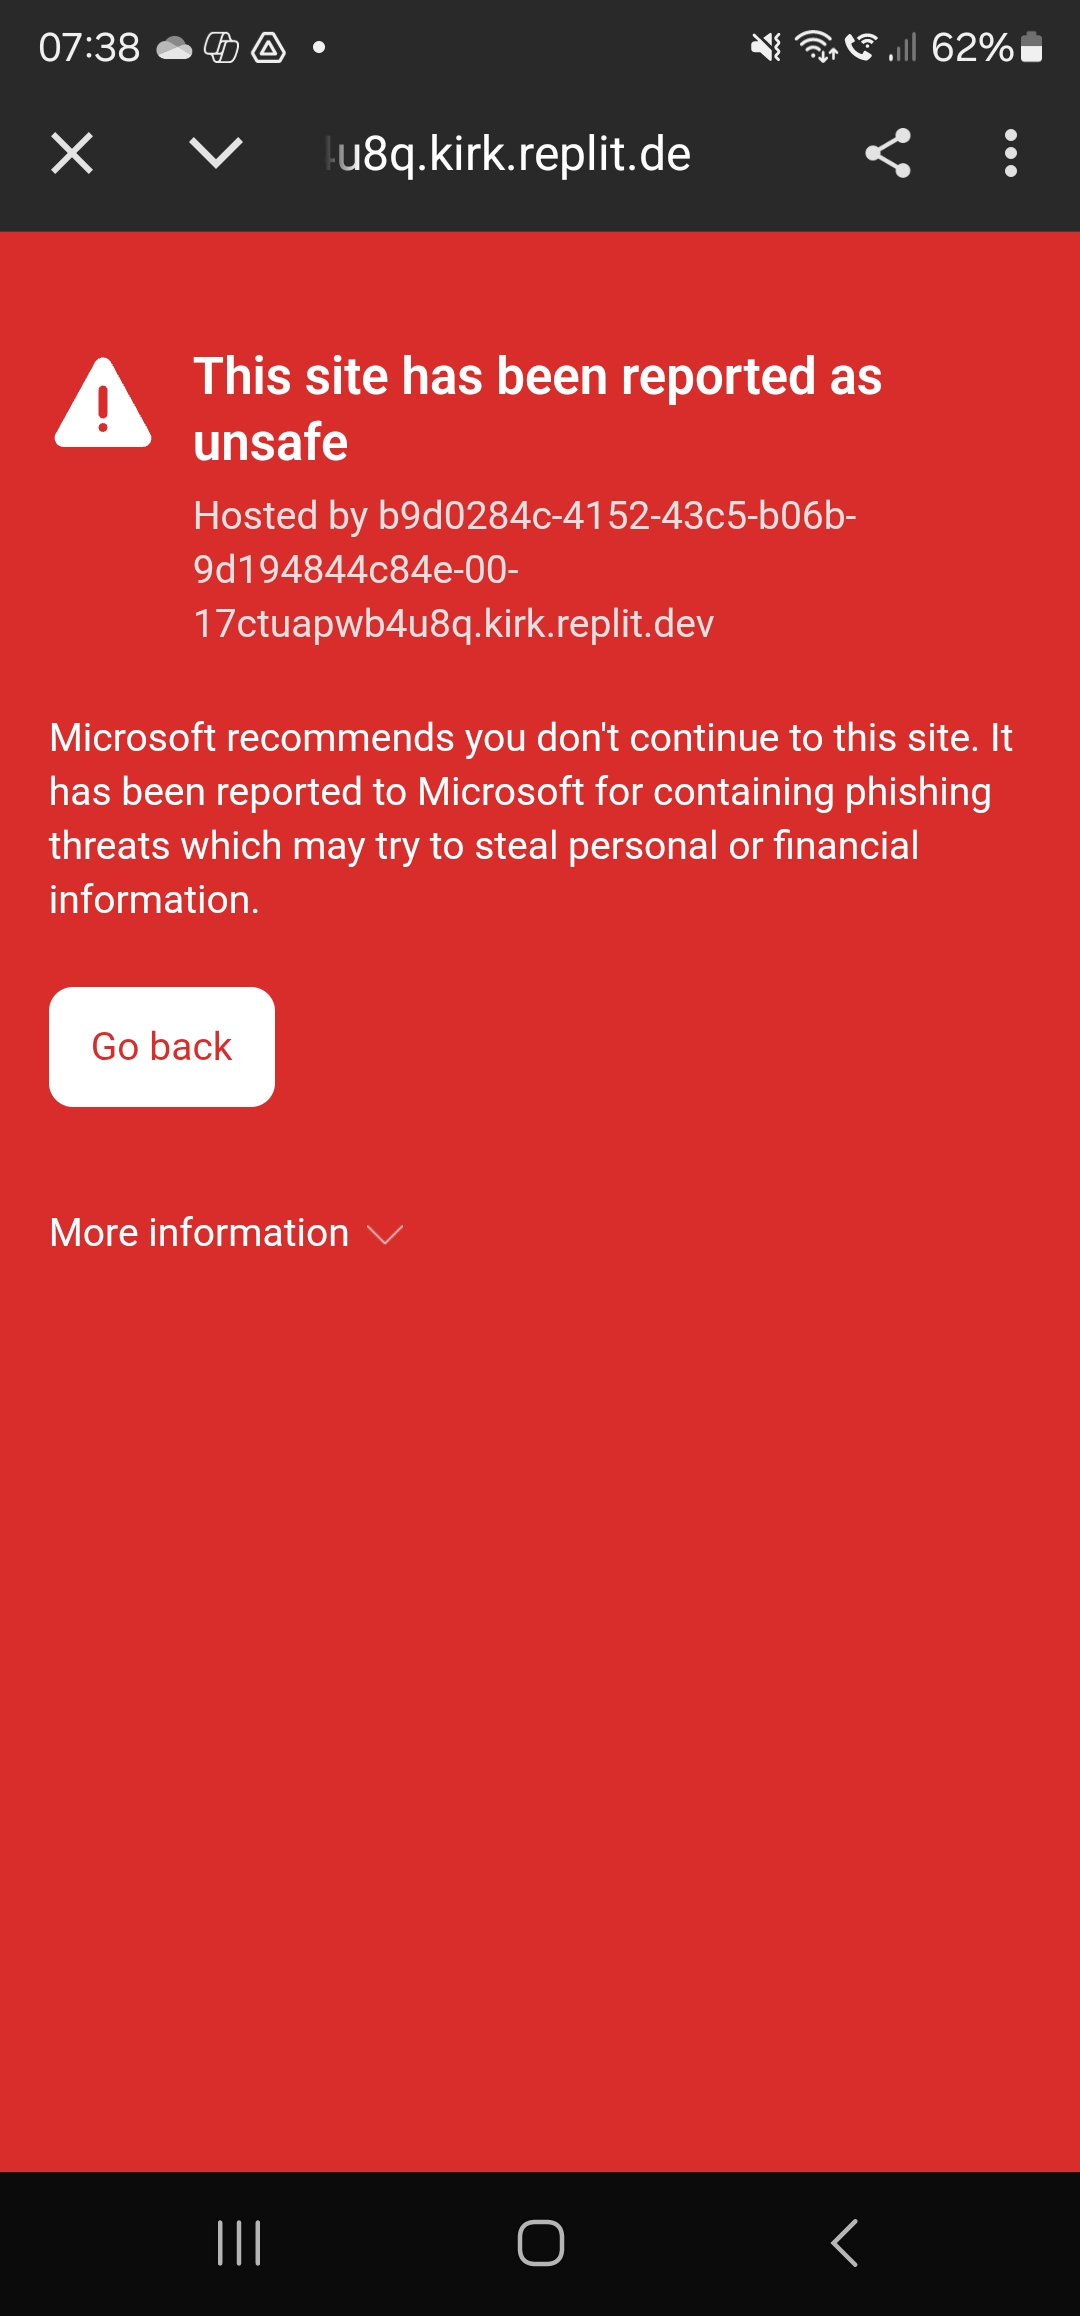 07:38
62%
u8q.kirk.replit.de
This site has been reported as
unsafe
Hosted by b9d0284c-4152-43c5-b06b-
9d194844c84e-00-
17ctuapwb4u8q.kirk.replit.dev
Microsoft recommends you don't continue to this site. It
has been reported to Microsoft for containing phishing
threats which may try to steal personal or financial
information.
Go back
More information